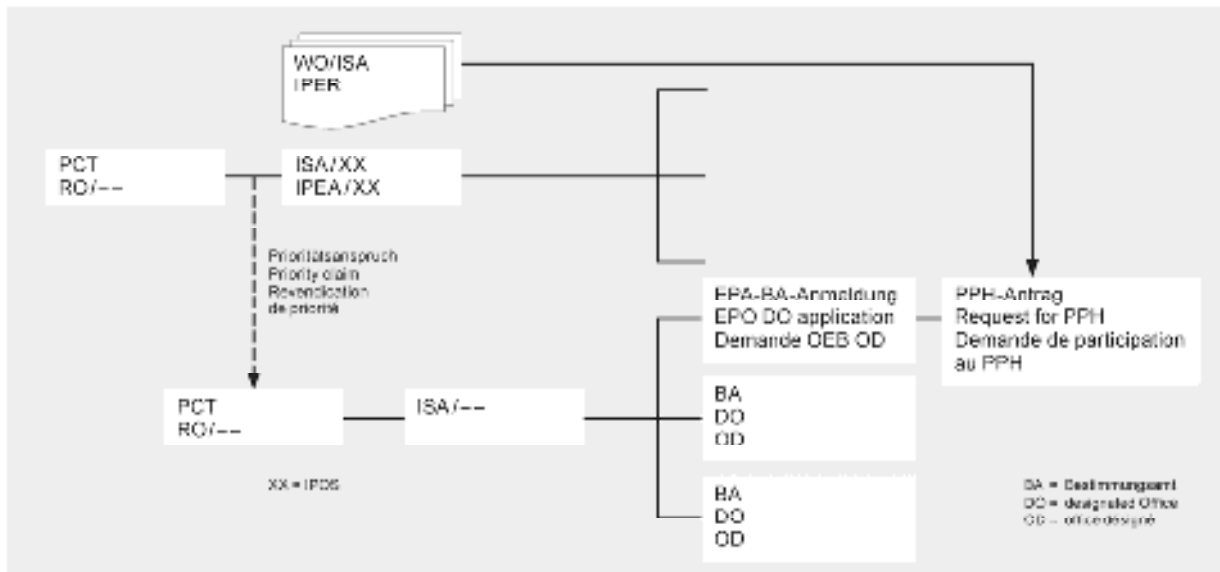 WO/ISA
IPER
PCT
RO/––
ISA/XX
IPEA/XX
Prioritätsanspruch
Priority claim
Revendication
de priorité
EPA-BA-Anmeldung
EPO DO application
Demande OEB OD
PPH-Antrag
Request for PPH
Demande de participation
au PPH
PCT
RO/––
ISA/––
BA
DO
OD
BA
DO
OD
XX = IPOS
BA = Bestimmungsamt
DO = designated Office
OD = office désigné